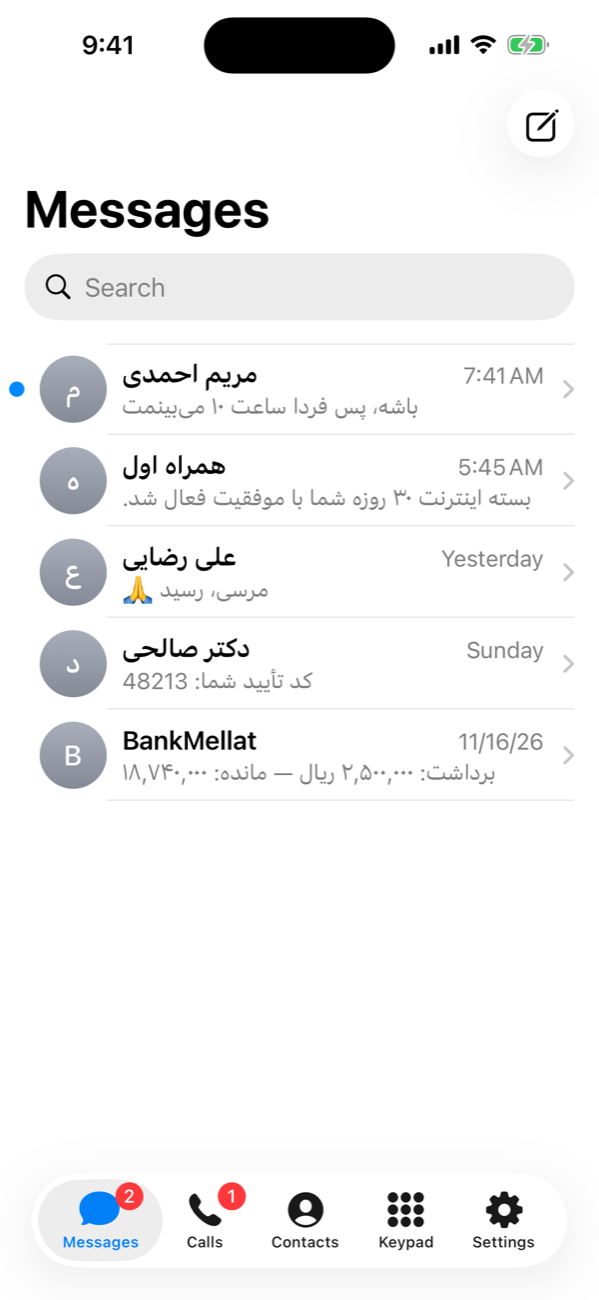 9:41
Messages
Search
م
مریم احمدی
7:41 AM
باشه، پس فردا ساعت ۱۰ می‌بینمت
ه
همراه اول
5:45 AM
بسته اینترنت ۳۰ روزه شما با موفقیت فعال شد.
ع
علی رضایی
Yesterday
مرسی، رسید 🙏
د
دکتر صالحی
Sunday
کد تأیید شما: 48213
B
BankMellat
11/16/26
برداشت: ۲,۵۰۰,۰۰۰ ریال — مانده: ۱۸,۷۴۰,۰۰۰
2
1
Messages
Calls
Contacts
Keypad
Settings